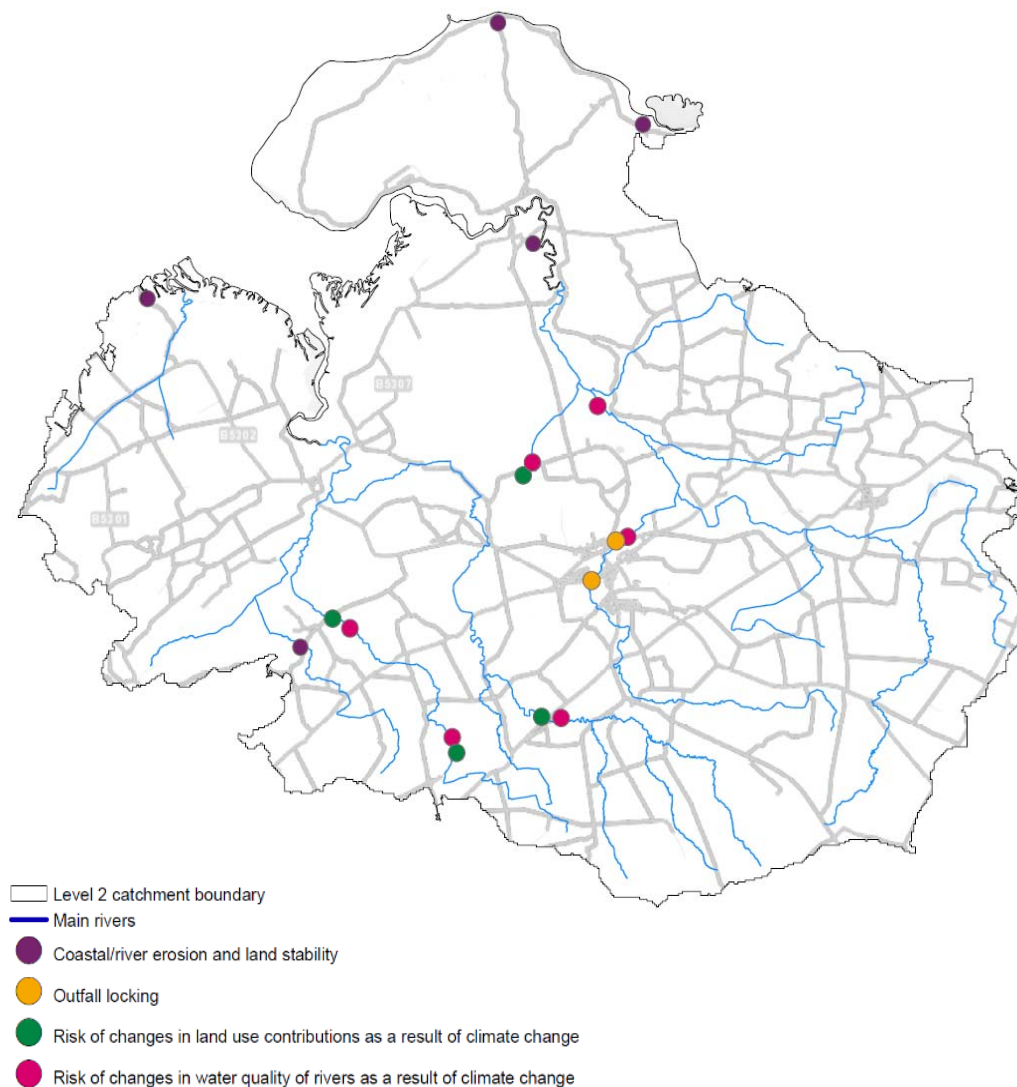 B5307
B5302
B5301
Level 2 catchment boundary
Main rivers
Coastal/river erosion and land stability
Outfall locking
Risk of changes in land use contributions as a result of climate change
Risk of changes in water quality of rivers as a result of climate change